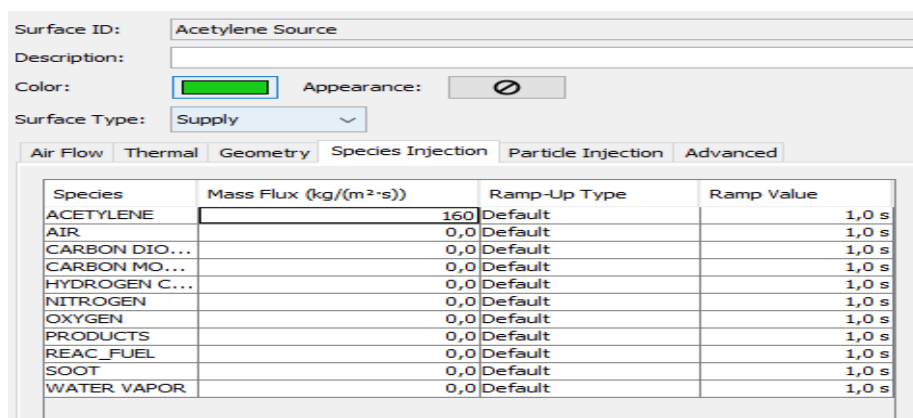 Surface ID: Acetylene Source
Description:
Color: Appearance:
Surface Type: Supply
Air Flow Thermal Geometry Species Injection Particle Injection Advanced
Species Mass Flux (kg/(m²·s)) Ramp-Up Type Ramp Value
ACETYLENE 160 Default 1,0 s
AIR 0,0 Default 1,0 s
CARBON DIO... 0,0 Default 1,0 s
CARBON MO... 0,0 Default 1,0 s
HYDROGEN C... 0,0 Default 1,0 s
NITROGEN 0,0 Default 1,0 s
OXYGEN 0,0 Default 1,0 s
PRODUCTS 0,0 Default 1,0 s
REAC_FUEL 0,0 Default 1,0 s
SOOT 0,0 Default 1,0 s
WATER VAPOR 0,0 Default 1,0 s